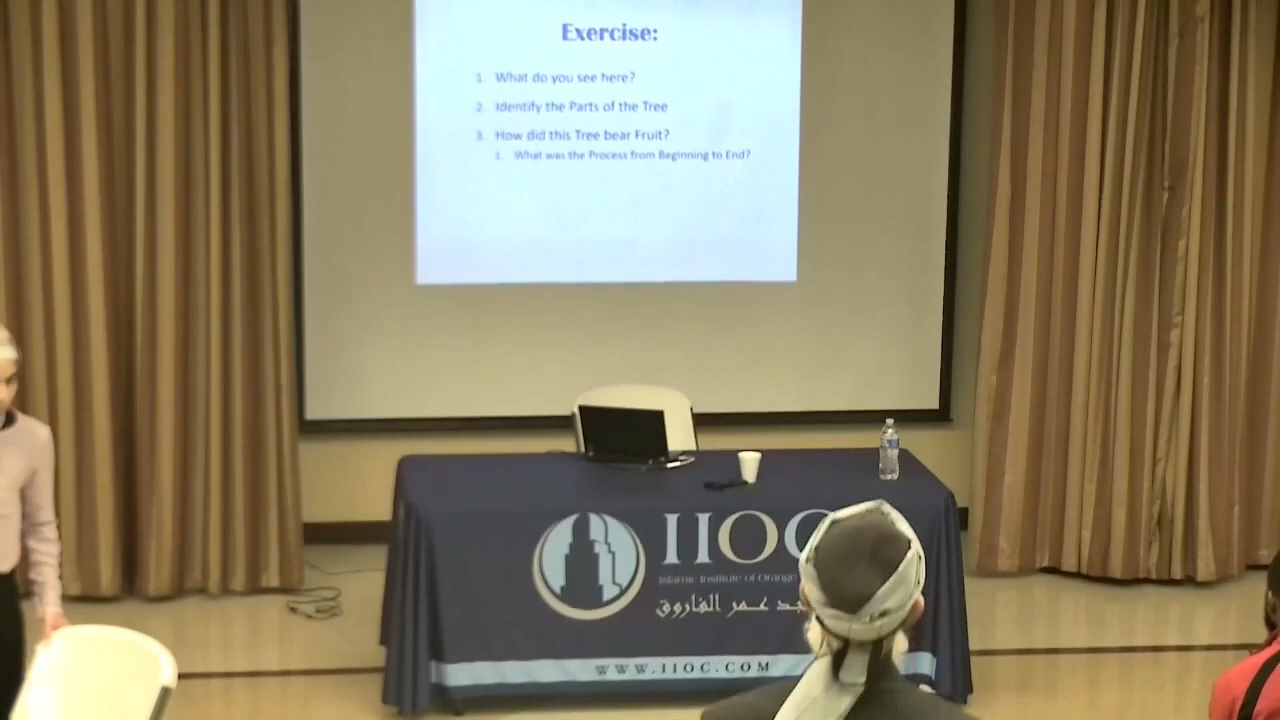 Exercise:
1. What do you see here?
2. Identify the Parts of the Tree
3. How did this Tree bear Fruit?
1. What was the Process from Beginning to End?
IIOC
Islamic Institute of Orange
عمر الفاروق
WWW.IIOC.COM